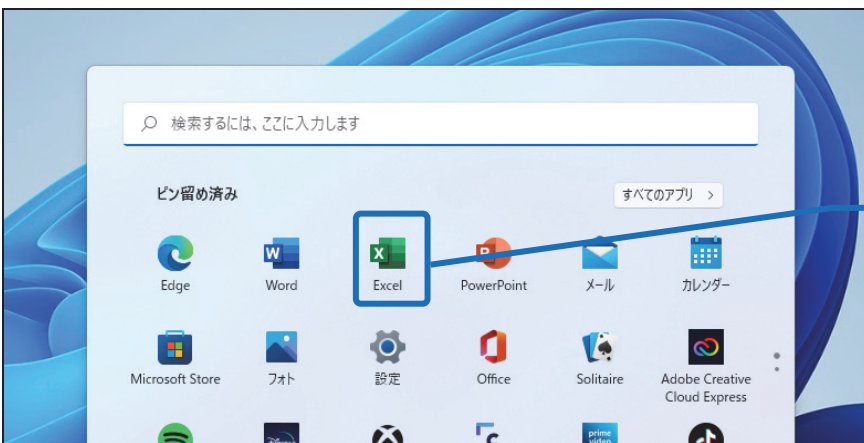 検索するには、ここに入力します
ピン留め済み
すべてのアプリ >
Edge
Word
Excel
PowerPoint
メール
カレンダー
Microsoft Store
フォト
設定
Office
Solitaire
Adobe Creative
Cloud Express
prime
video